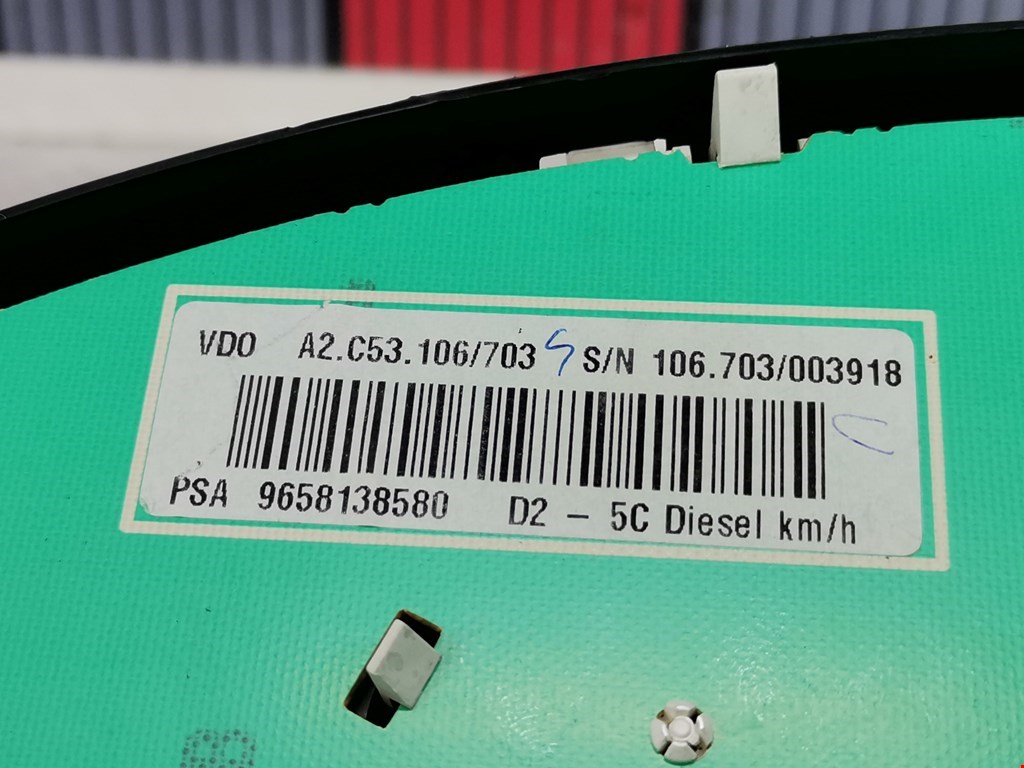 VDO A2.C53.106/703 S/N 106.703/003918
PSA 9658138580 D2 – 5C Diesel km/h